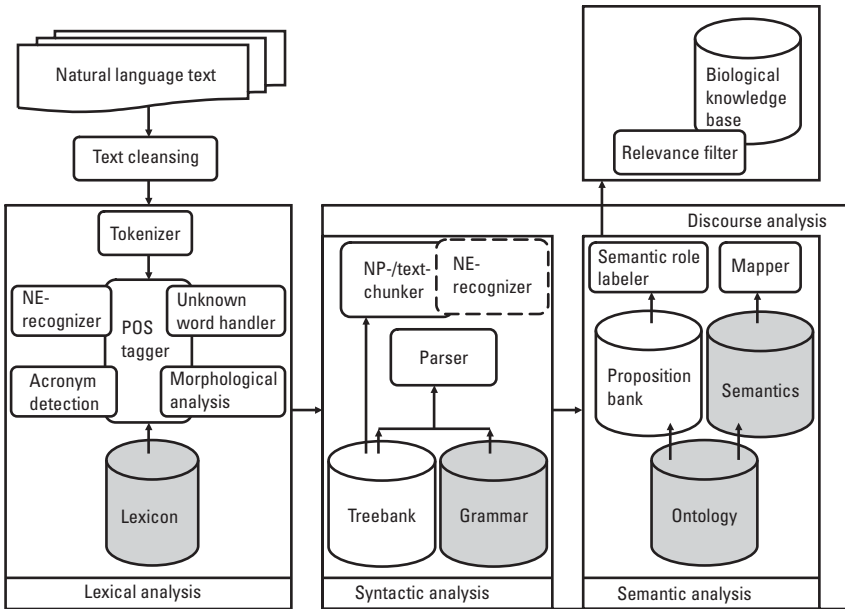 Natural language text
Text cleansing
Tokenizer
NE-
recognizer
POS
tagger
Unknown
word handler
Acronym
detection
Morphological
analysis
Lexicon
Lexical analysis
NP-/text-
chunker
NE-
recognizer
Parser
Treebank
Grammar
Syntactic analysis
Biological
knowledge
base
Relevance filter
Discourse analysis
Semantic role
labeler
Mapper
Proposition
bank
Semantics
Ontology
Semantic analysis